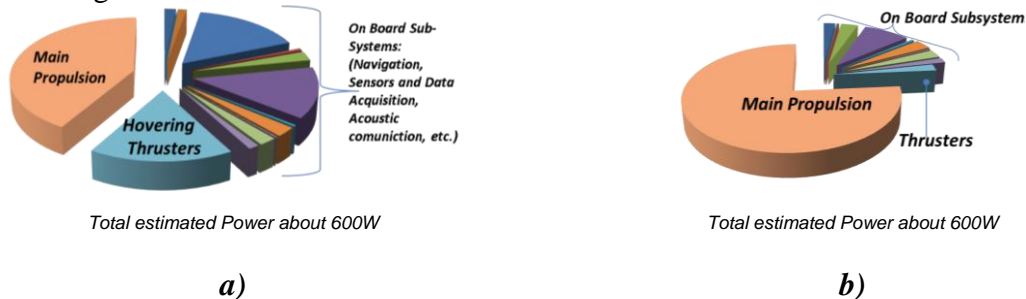 Main
Propulsion
Hovering
Thrusters
On Board Sub-
Systems:
(Navigation,
Sensors and Data
Acquisition,
Acoustic
comuniction, etc.)
Total estimated Power about 600W
a)
On Board Subsystem
Main Propulsion
Thrusters
Total estimated Power about 600W
b)